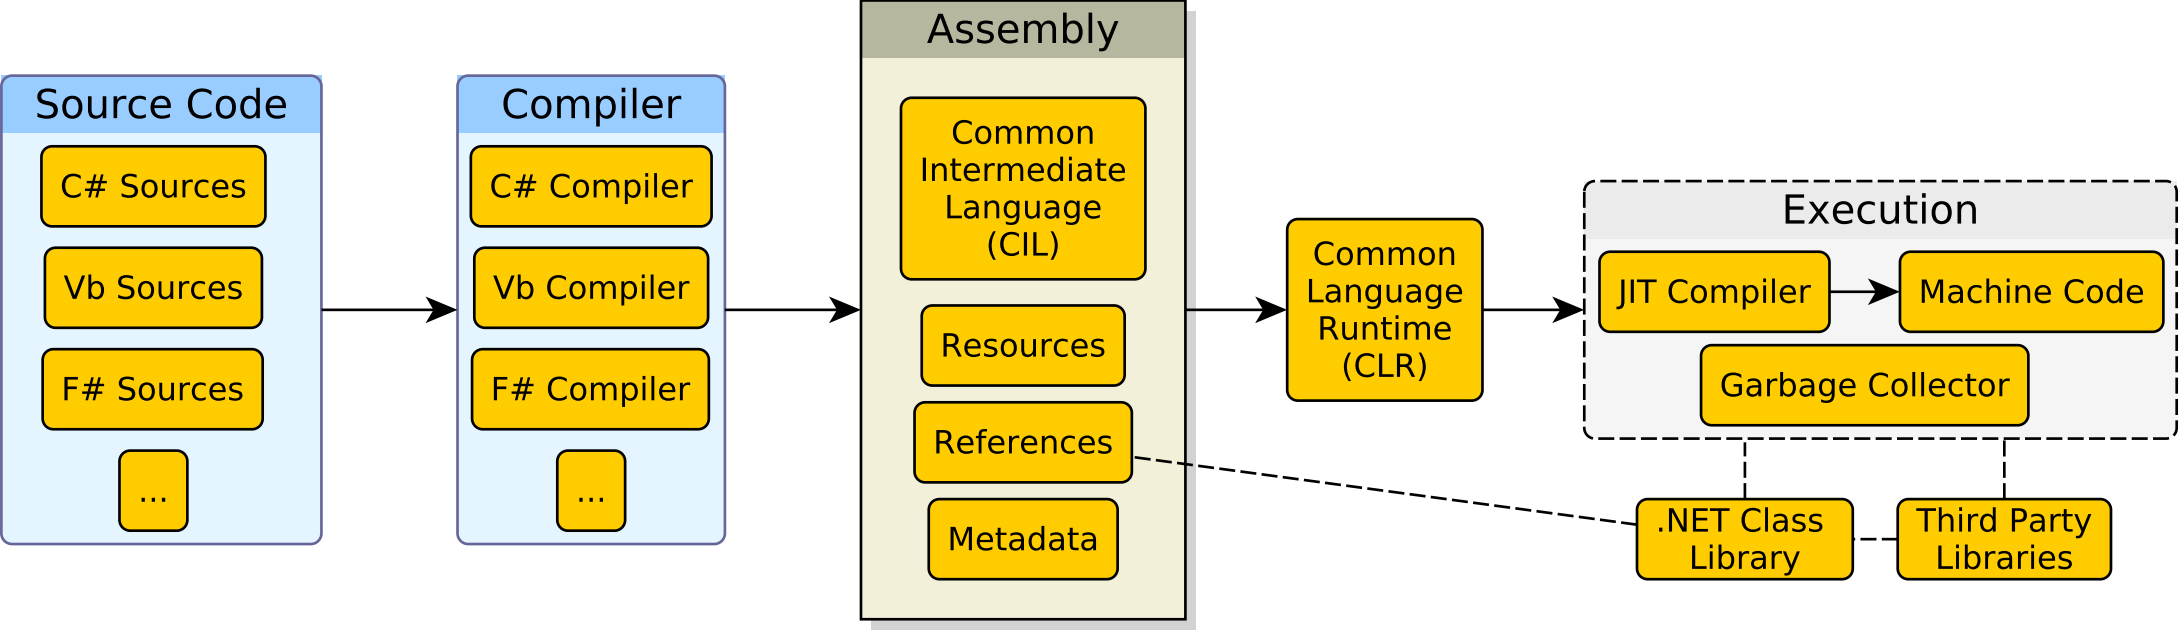 Source Code
C# Sources
Vb Sources
F# Sources
...
Compiler
C# Compiler
Vb Compiler
F# Compiler
...
Assembly
Common
Intermediate
Language
(CIL)
Resources
References
Metadata
Common
Language
Runtime
(CLR)
Execution
JIT Compiler
Machine Code
Garbage Collector
.NET Class
Library
Third Party
Libraries